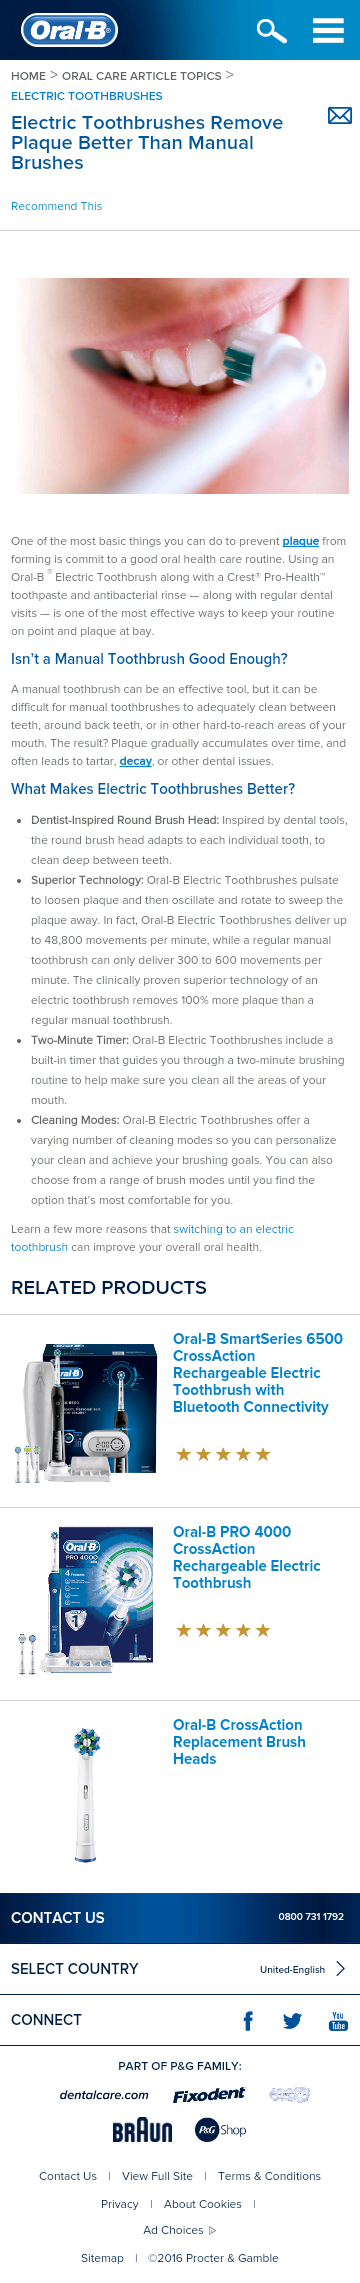 Oral-B®
HOME > ORAL CARE ARTICLE TOPICS >
ELECTRIC TOOTHBRUSHES
Electric Toothbrushes Remove
Plaque Better Than Manual
Brushes
Recommend This
One of the most basic things you can do to prevent plaque from
forming is commit to a good oral health care routine. Using an
Oral-B ® Electric Toothbrush along with a Crest® Pro-Health™
toothpaste and antibacterial rinse — along with regular dental
visits — is one of the most effective ways to keep your routine
on point and plaque at bay.
Isn’t a Manual Toothbrush Good Enough?
A manual toothbrush can be an effective tool, but it can be
difficult for manual toothbrushes to adequately clean between
teeth, around back teeth, or in other hard-to-reach areas of your
mouth. The result? Plaque gradually accumulates over time, and
often leads to tartar, decay, or other dental issues.
What Makes Electric Toothbrushes Better?
• Dentist-Inspired Round Brush Head: Inspired by dental tools,
the round brush head adapts to each individual tooth, to
clean deep between teeth.
• Superior Technology: Oral-B Electric Toothbrushes pulsate
to loosen plaque and then oscillate and rotate to sweep the
plaque away. In fact, Oral-B Electric Toothbrushes deliver up
to 48,800 movements per minute, while a regular manual
toothbrush can only deliver 300 to 600 movements per
minute. The clinically proven superior technology of an
electric toothbrush removes 100% more plaque than a
regular manual toothbrush.
• Two-Minute Timer: Oral-B Electric Toothbrushes include a
built-in timer that guides you through a two-minute brushing
routine to help make sure you clean all the areas of your
mouth.
• Cleaning Modes: Oral-B Electric Toothbrushes offer a
varying number of cleaning modes so you can personalize
your clean and achieve your brushing goals. You can also
choose from a range of brush modes until you find the
option that’s most comfortable for you.
Learn a few more reasons that switching to an electric
toothbrush can improve your overall oral health.
RELATED PRODUCTS
Oral-B
Oral-B SmartSeries 6500
CrossAction
Rechargeable Electric
Toothbrush with
Bluetooth Connectivity
Oral-B
PRO 4000
Oral-B PRO 4000
CrossAction
Rechargeable Electric
Toothbrush
Oral-B CrossAction
Replacement Brush
Heads
CONTACT US 0800 731 1792
SELECT COUNTRY United-English
CONNECT You Tube
PART OF P&G FAMILY:
dentalcare.com Fixodent
BRAUN P&G Shop
Contact Us | View Full Site | Terms & Conditions
Privacy | About Cookies |
Ad Choices
Sitemap | ©2016 Procter & Gamble